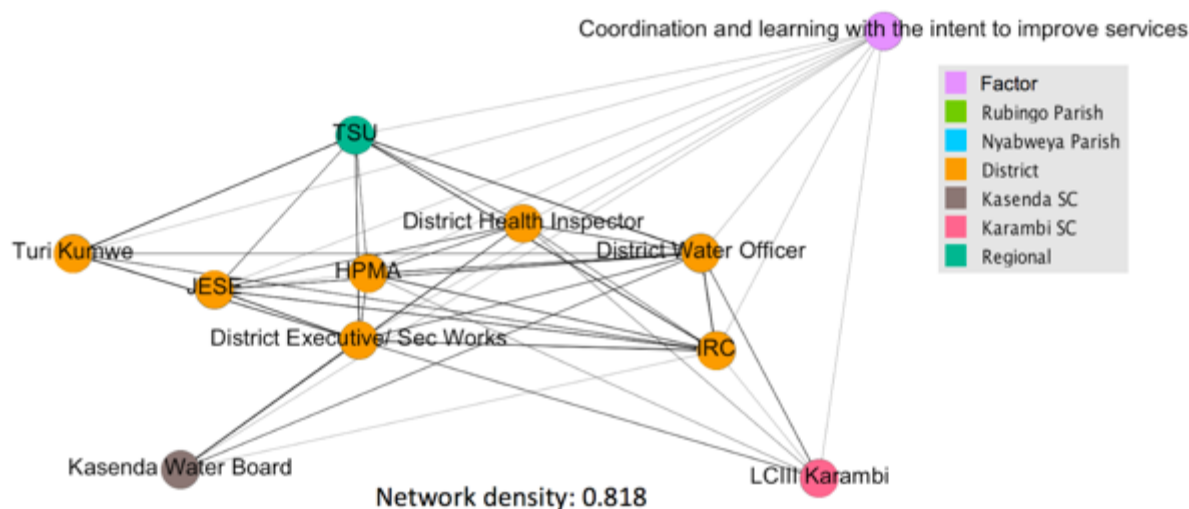 Coordination and learning with the intent to improve services
Factor
Rubingo Parish
Nyabweya Parish
District
Kasenda SC
Karambi SC
Regional
TSU
District Health Inspector
Turi Kumwe
District Water Officer
HPMA
JESE
District Executive/ Sec Works
IRC
Kasenda Water Board
LCIII Karambi
Network density: 0.818